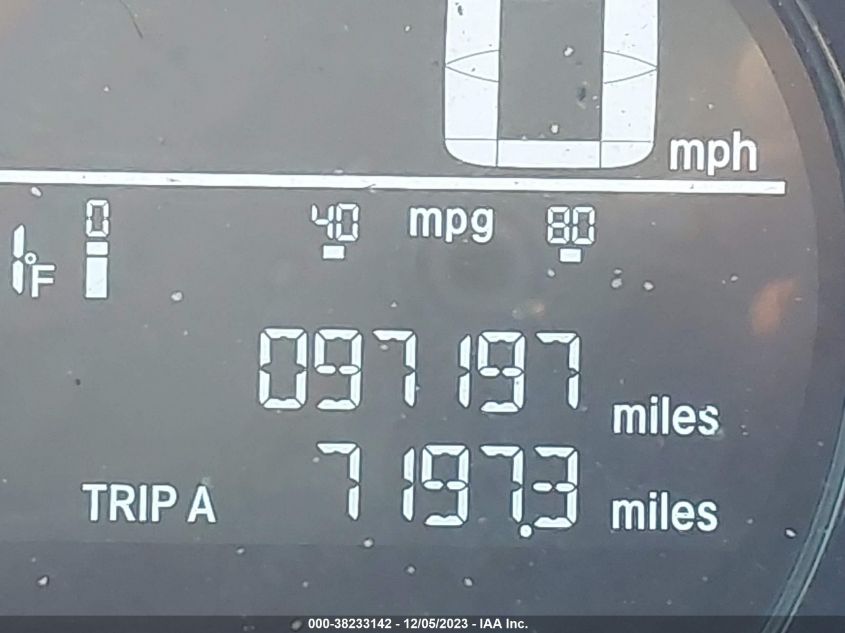 0 mph
0 40 mpg 80
1°F
097197 miles
TRIP A 7197.3 miles
000-38233142 - 12/05/2023 - IAA Inc.